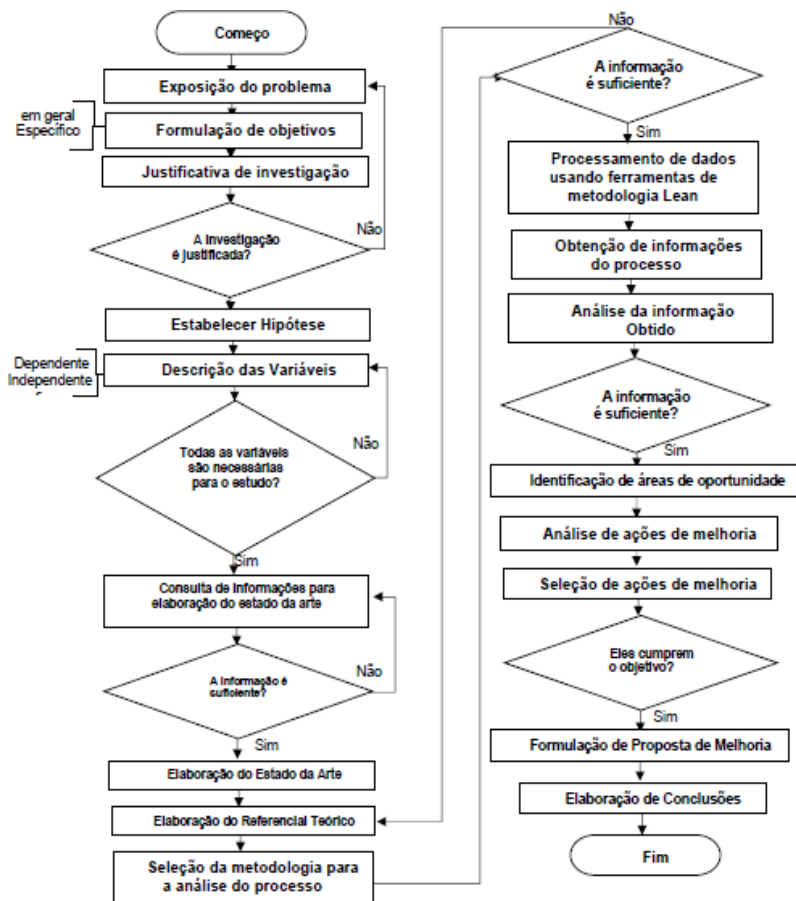 Começo
Exposição do problema
em geral
Específico
Formulação de objetivos
Justificativa de investigação
Não
A Investigação
é justificada?
Estabelecer Hipótese
Dependente
Independente
Descrição das Variáveis
Não
Todas as variáveis
são necessárias
para o estudo?
Sim
Consulta de Informações para
elaboração do estado da arte
Não
A Informação é
suficiente?
Sim
Elaboração do Estado da Arte
Elaboração do Referencial Teórico
Seleção da metodologia para
a análise do processo
Não
A informação
é suficiente?
Sim
Processamento de dados
usando ferramentas de
metodologia Lean
Obtenção de informações
do processo
Análise da informação
Obtido
A informação
é suficiente?
Sim
Identificação de áreas de oportunidade
Análise de ações de melhoria
Seleção de ações de melhoria
Eles cumprem
o objetivo?
Sim
Formulação de Proposta de Melhoria
Elaboração de Conclusões
Fim